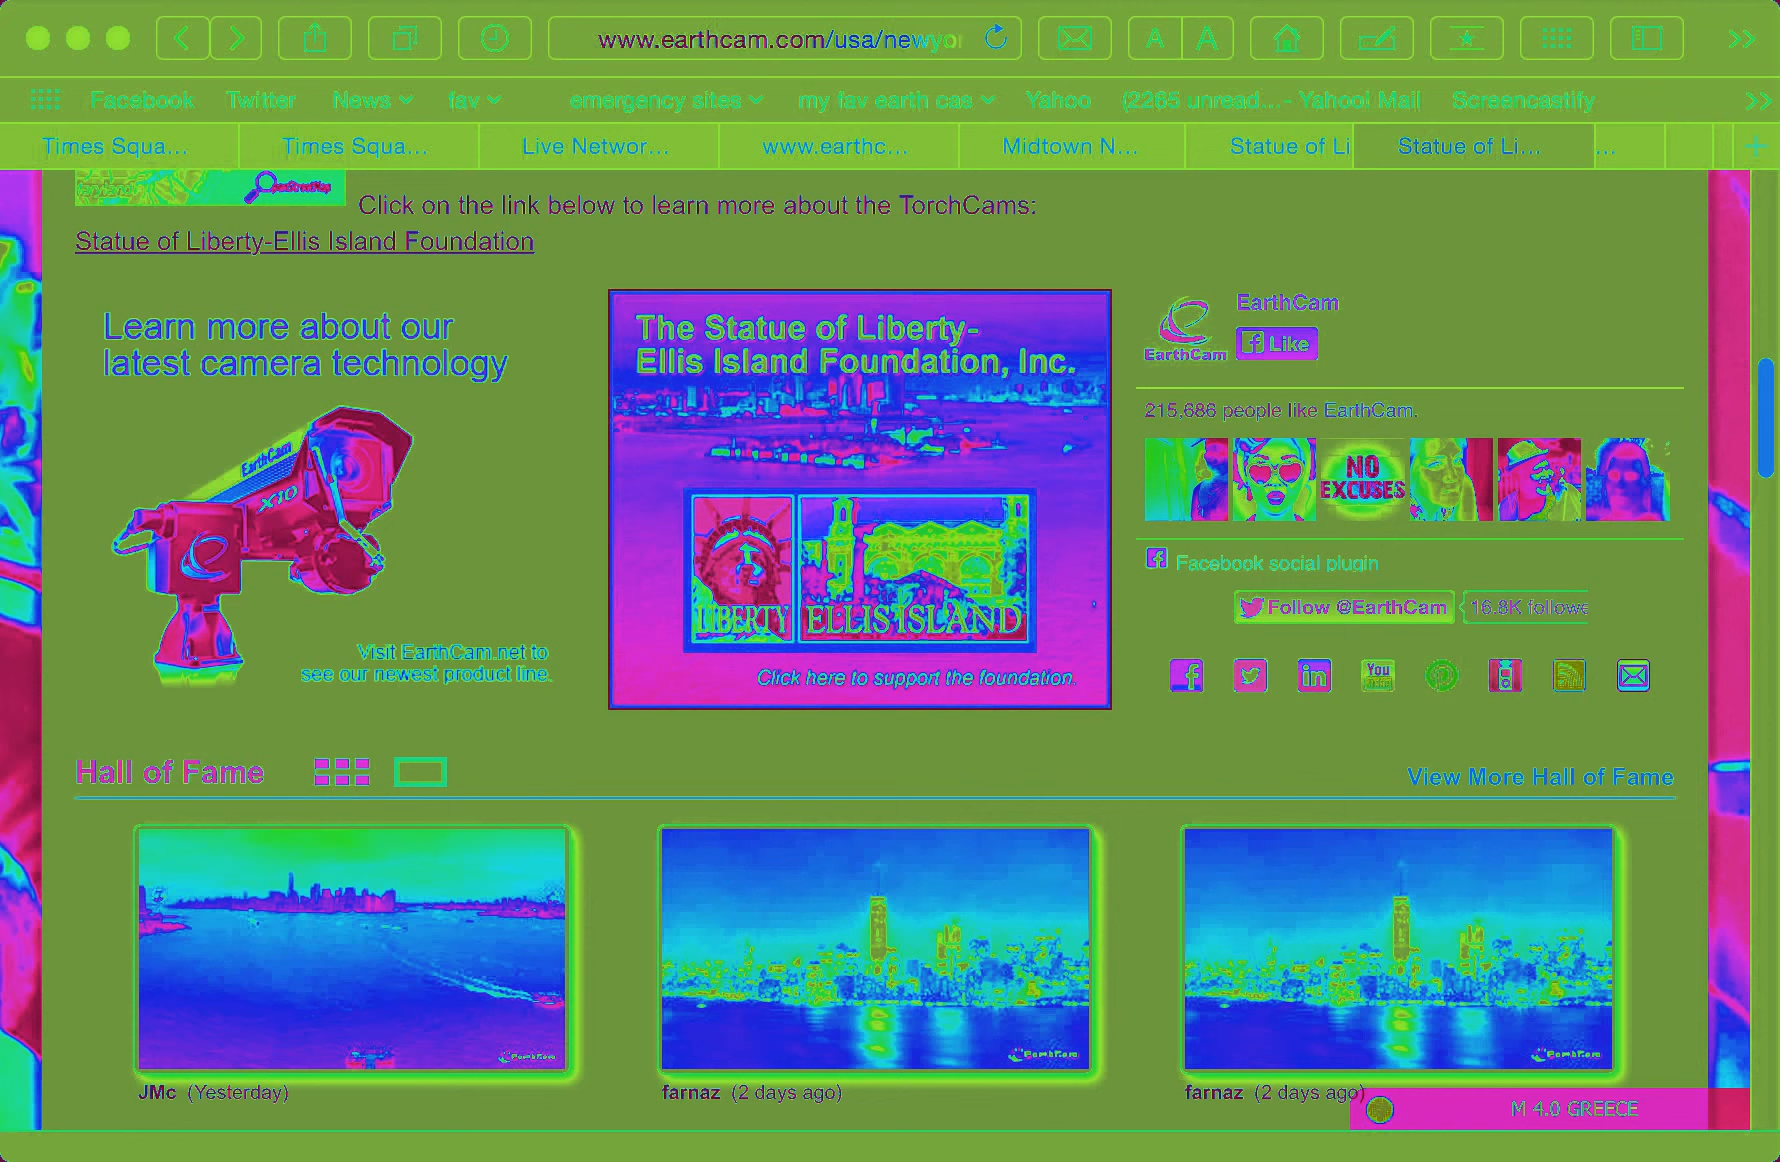 www.earthcam.com/usa/newyor
A A
Facebook Twitter News fav emergency sites my fav earth cas Yahoo (2265 unread...- Yahoo! Mail Screencastify
Times Squa... Times Squa... Live Networ... www.earthc... Midtown N... Statue of Li Statue of Li... ...
Click on the link below to learn more about the TorchCams:
Statue of Liberty-Ellis Island Foundation
Learn more about our
latest camera technology
EarthCam
X10
Visit EarthCam.net to
see our newest product line.
The Statue of Liberty-
Ellis Island Foundation, Inc.
LIBERTY ELLIS ISLAND
Click here to support the foundation.
EarthCam
EarthCam
Like
215,686 people like EarthCam.
NO
EXCUSES
Facebook social plugin
Follow @EarthCam 16.8K followe
in You
Hall of Fame
View More Hall of Fame
EarthCam
EarthCam
EarthCam
JMc (Yesterday)
farnaz (2 days ago)
farnaz (2 days ago)
M 4.0 GREECE